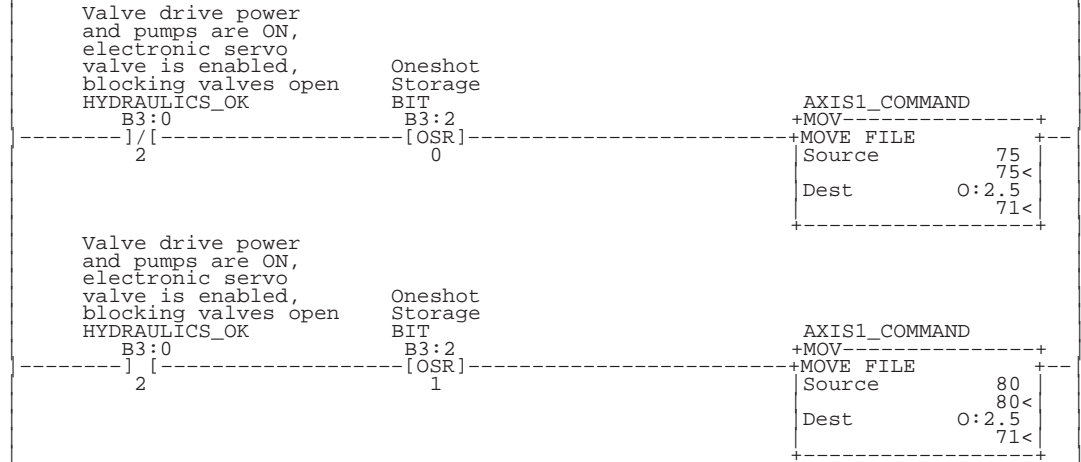 Valve drive power
and pumps are ON,
electronic servo
valve is enabled, Oneshot
blocking valves open Storage
HYDRAULICS_OK BIT AXIS1_COMMAND
B3:0 B3:2 +MOV---------------+
|--------]/[-------------------[OSR]-------------------------+MOVE FILE +--|
2 0 |Source 75 |
| 75<|
|Dest O:2.5 |
| 71<|
+------------------+
Valve drive power
and pumps are ON,
electronic servo
valve is enabled, Oneshot
blocking valves open Storage
HYDRAULICS_OK BIT AXIS1_COMMAND
B3:0 B3:2 +MOV---------------+
|--------] [-------------------[OSR]-------------------------+MOVE FILE +--|
2 1 |Source 80 |
| 80<|
|Dest O:2.5 |
| 71<|
+------------------+